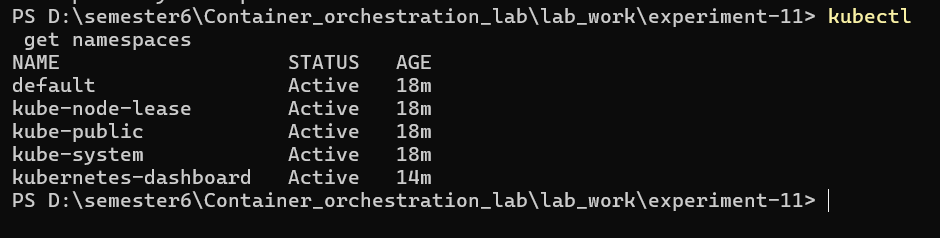 PS D:\semester6\Container_orchestration_lab\lab_work\experiment-11> kubectl
 get namespaces
NAME                   STATUS   AGE
default                Active   18m
kube-node-lease        Active   18m
kube-public            Active   18m
kube-system            Active   18m
kubernetes-dashboard   Active   14m
PS D:\semester6\Container_orchestration_lab\lab_work\experiment-11>